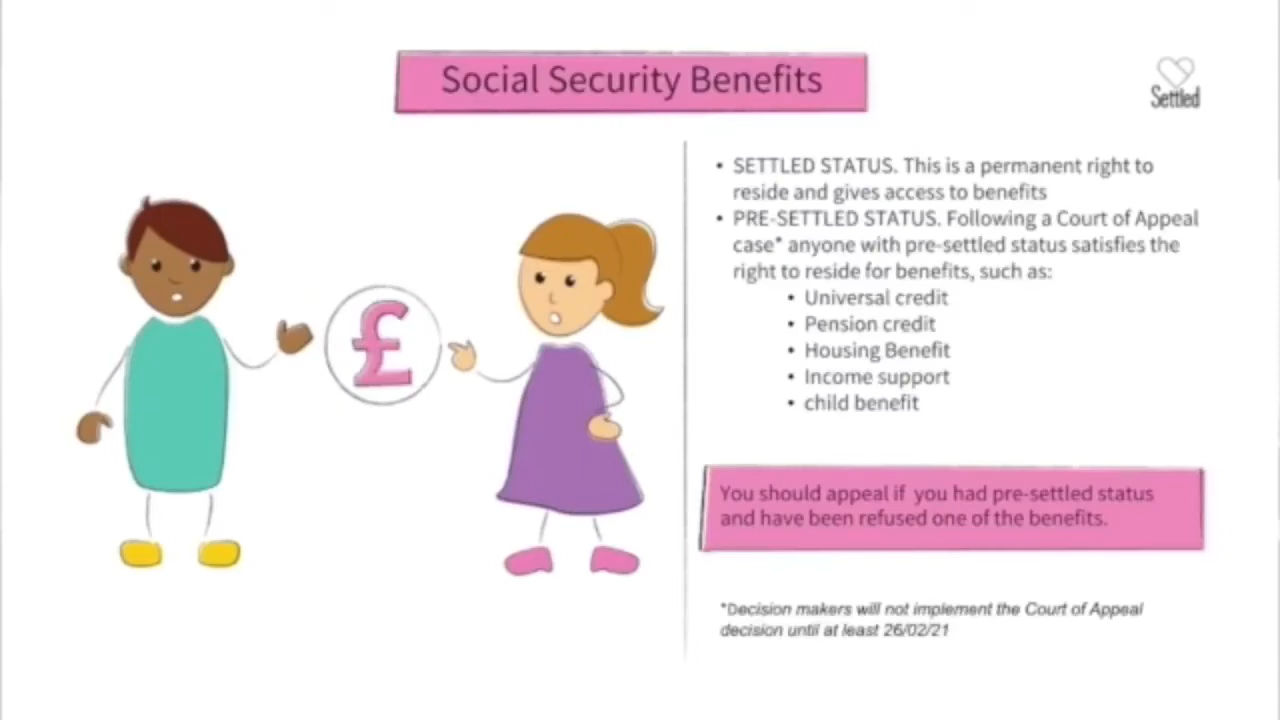 Social Security Benefits
Settled
• SETTLED STATUS. This is a permanent right to
reside and gives access to benefits
• PRE-SETTLED STATUS. Following a Court of Appeal
case* anyone with pre-settled status satisfies the
right to reside for benefits, such as:
• Universal credit
• Pension credit
• Housing Benefit
• Income support
• child benefit
£
You should appeal if you had pre-settled status
and have been refused one of the benefits.
*Decision makers will not implement the Court of Appeal
decision until at least 26/02/21